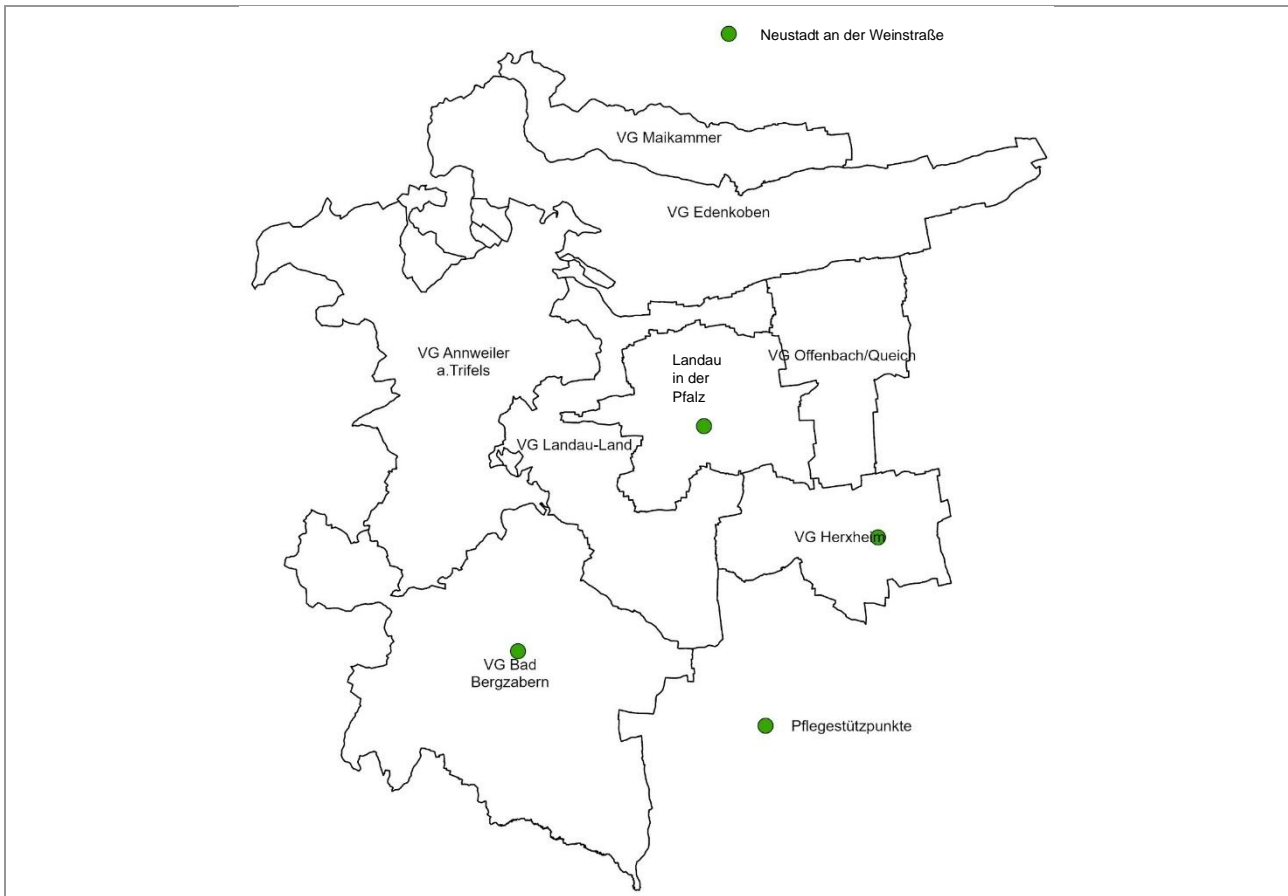 Neustadt an der Weinstraße
VG Maikammer
VG Edenkoben
VG Annweiler
a.Trifels
Landau
in der
Pfalz
VG Offenbach/Queich
VG Landau-Land
VG Herxheim
VG Bad
Bergzabern
Pflegestützpunkte